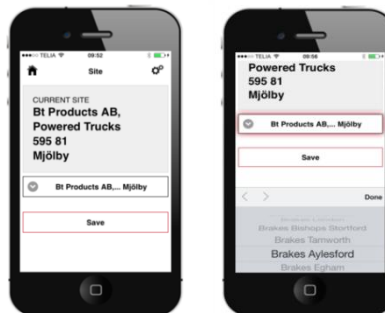 TELIA 09:52
Site
CURRENT SITE
Bt Products AB,
Powered Trucks
595 81
Mjölby
Bt Products AB,... Mjölby
Save
TELIA 09:56
Powered Trucks
595 81
Mjölby
Bt Products AB,... Mjölby
Save
Done
Brakes Bishops Stortford
Brakes Tamworth
Brakes Aylesford
Brakes Egham